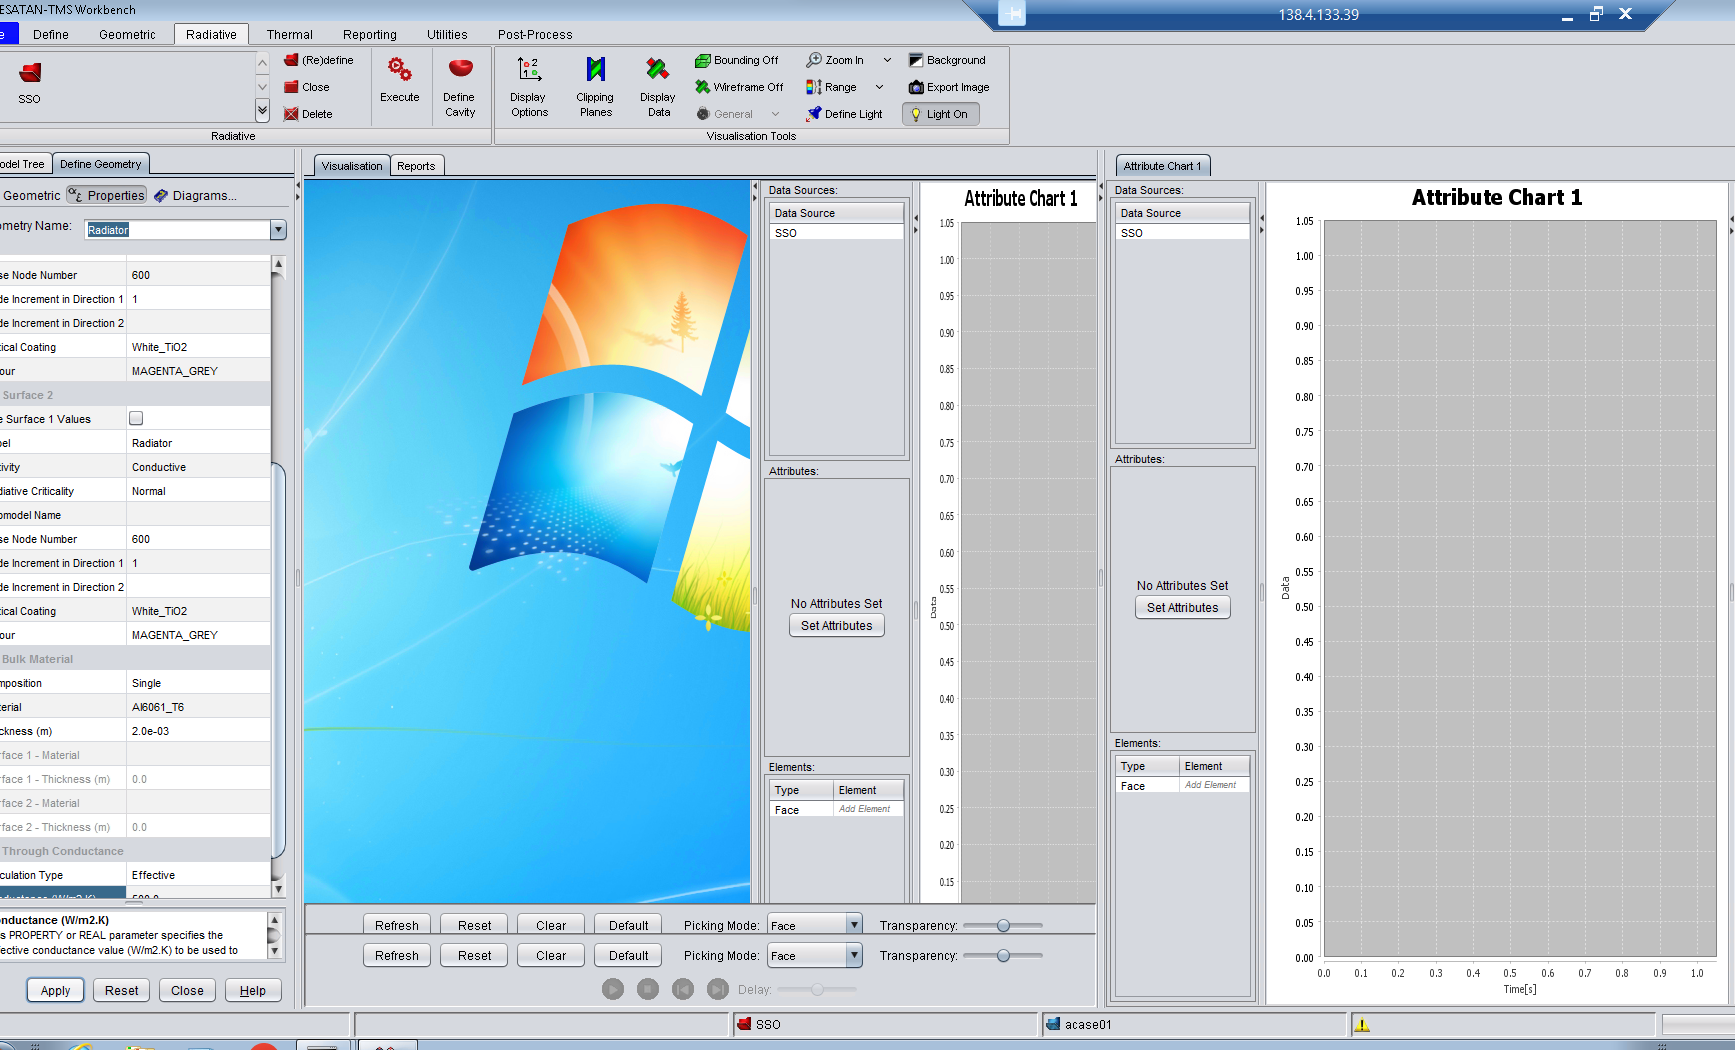 ESATAN-TMS Workbench
138.4.133.39
e Define Geometric Radiative Thermal Reporting Utilities Post-Process
SSO
(Re)define
Close
Delete
Execute
Define
Cavity
Radiative
Display
Options
Clipping
Planes
Display
Data
Bounding Off
Wireframe Off
General
Zoom In
Range
Define Light
Background
Export Image
Light On
Visualisation Tools
odel Tree Define Geometry
Geometric Properties Diagrams...
ometry Name: Radiator
se Node Number 600
de Increment in Direction 1 1
de Increment in Direction 2
tical Coating White_TiO2
our MAGENTA_GREY
Surface 2
e Surface 1 Values
bel Radiator
tivity Conductive
diative Criticality Normal
bmodel Name
se Node Number 600
de Increment in Direction 1 1
de Increment in Direction 2
tical Coating White_TiO2
our MAGENTA_GREY
Bulk Material
mposition Single
terial Al6061_T6
ckness (m) 2.0e-03
rface 1 - Material
rface 1 - Thickness (m) 0.0
rface 2 - Material
rface 2 - Thickness (m) 0.0
Through Conductance
culation Type Effective
nductance (W/m2.K) 500.0
onductance (W/m2.K)
is PROPERTY or REAL parameter specifies the
fective conductance value (W/m2.K) to be used to
Apply Reset Close Help
Visualisation Reports
Data Sources:
Data Source
SSO
Attributes:
No Attributes Set
Set Attributes
Elements:
Type Element
Face Add Element
Attribute Chart 1
1.05
1.00
0.95
0.90
0.85
0.80
0.75
0.70
0.65
0.60
0.55
0.50
0.45
0.40
0.35
0.30
0.25
0.20
0.15
Data
Refresh Reset Clear Default Picking Mode: Face Transparency:
Refresh Reset Clear Default Picking Mode: Face Transparency:
Delay:
Attribute Chart 1
Data Sources:
Data Source
SSO
Attributes:
No Attributes Set
Set Attributes
Elements:
Type Element
Face Add Element
Attribute Chart 1
1.05
1.00
0.95
0.90
0.85
0.80
0.75
0.70
0.65
0.60
0.55
0.50
0.45
0.40
0.35
0.30
0.25
0.20
0.15
0.10
0.05
0.00
Data
0.0 0.1 0.2 0.3 0.4 0.5 0.6 0.7 0.8 0.9 1.0
Time[s]
SSO
acase01